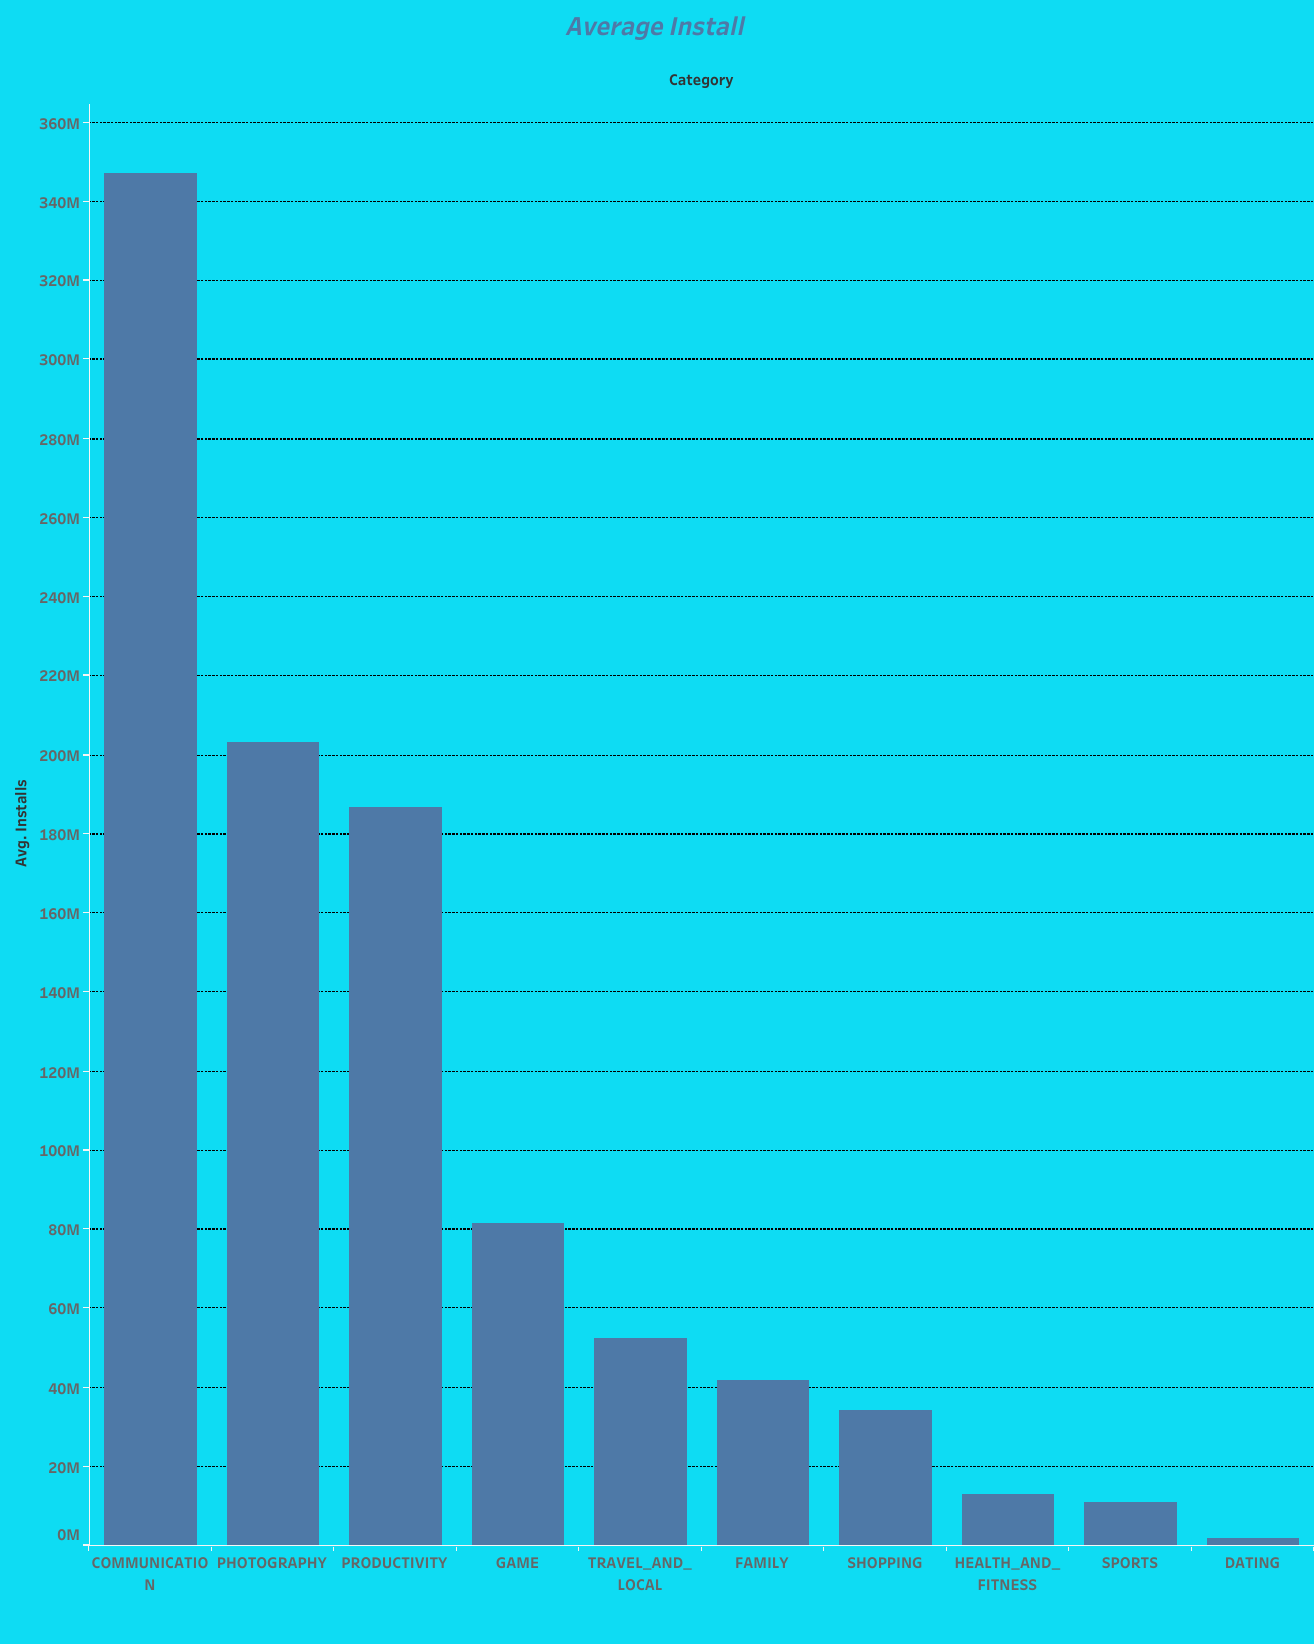 Average Install
Category
360M
340M
320M
300M
280M
260M
240M
220M
200M
180M
160M
140M
120M
100M
80M
60M
40M
20M
0M
Avg. Installs
COMMUNICATIO
N
PHOTOGRAPHY
PRODUCTIVITY
GAME
TRAVEL_AND_
LOCAL
FAMILY
SHOPPING
HEALTH_AND_
FITNESS
SPORTS
DATING